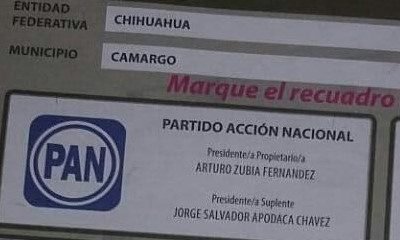 ENTIDAD
FEDERATIVA CHIHUAHUA
MUNICIPIO CAMARGO
Marque el recuadro
PAN
PARTIDO ACCIÓN NACIONAL
Presidente/a Propietario/a
ARTURO ZUBIA FERNANDEZ
Presidente/a Suplente
JORGE SALVADOR APODACA CHAVEZ